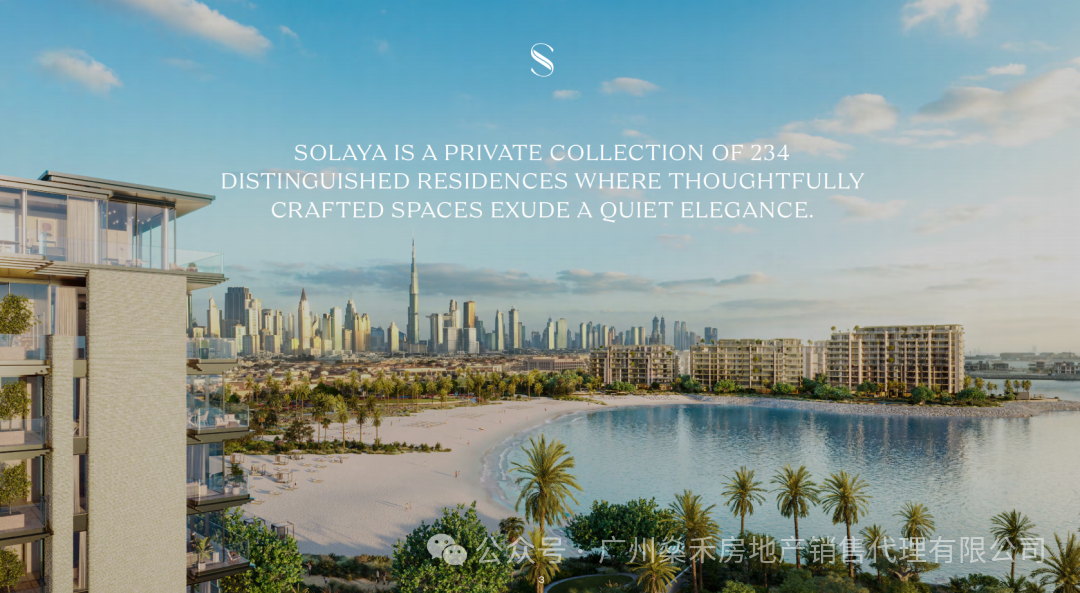 S
SOLAYA IS A PRIVATE COLLECTION OF 234
DISTINGUISHED RESIDENCES WHERE THOUGHTFULLY
CRAFTED SPACES EXUDE A QUIET ELEGANCE.
公众号 · 广州燊禾房地产销售代理有限公司
3